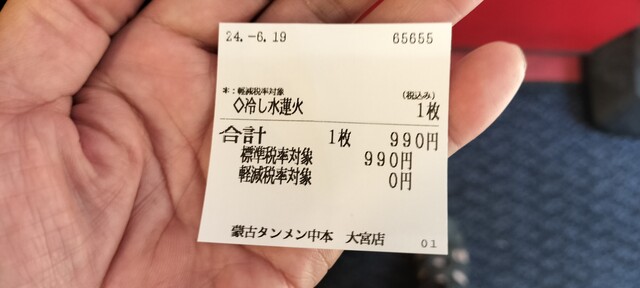 24.-6.19 65655
*:軽減税率対象 (税込み)
◇冷し水蓮火 1枚
合計 1枚 990円
標準税率対象 990円
軽減税率対象 0円
蒙古タンメン中本 大宮店 01